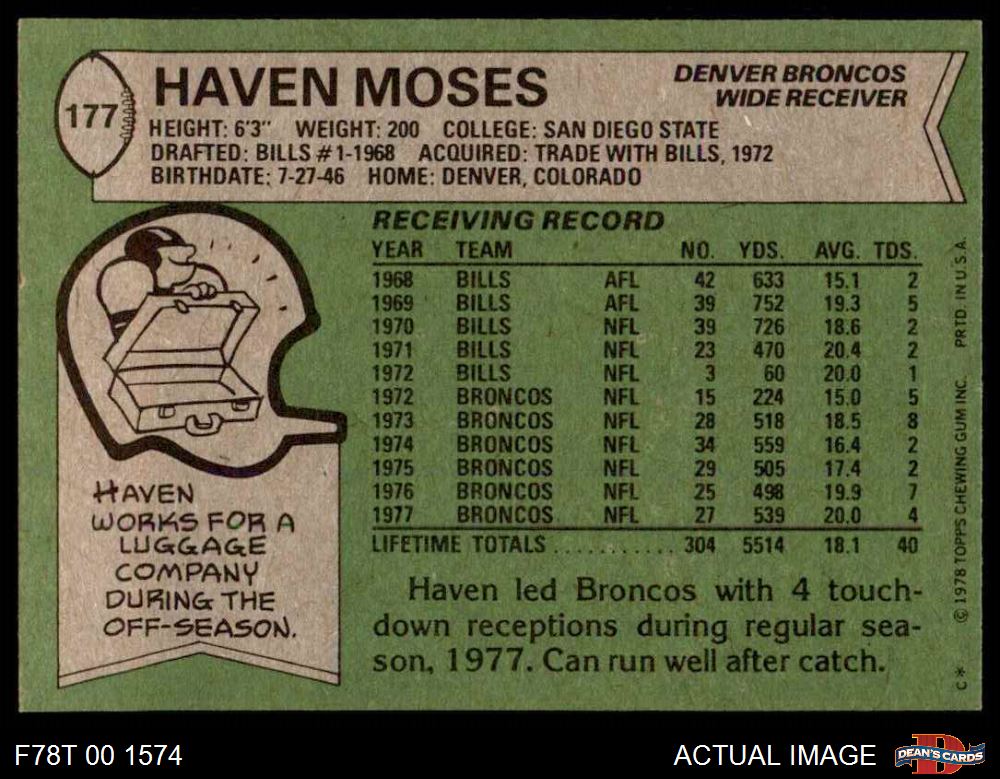 177
HAVEN MOSES
DENVER BRONCOS
WIDE RECEIVER
HEIGHT: 6'3" WEIGHT: 200 COLLEGE: SAN DIEGO STATE
DRAFTED: BILLS #1-1968 ACQUIRED: TRADE WITH BILLS, 1972
BIRTHDATE: 7-27-46 HOME: DENVER, COLORADO
RECEIVING RECORD
YEAR TEAM NO. YDS. AVG. TDS.
1968 BILLS AFL 42 633 15.1 2
1969 BILLS AFL 39 752 19.3 5
1970 BILLS NFL 39 726 18.6 2
1971 BILLS NFL 23 470 20.4 2
1972 BILLS NFL 3 60 20.0 1
1972 BRONCOS NFL 15 224 15.0 5
1973 BRONCOS NFL 28 518 18.5 8
1974 BRONCOS NFL 34 559 16.4 2
1975 BRONCOS NFL 29 505 17.4 2
1976 BRONCOS NFL 25 498 19.9 7
1977 BRONCOS NFL 27 539 20.0 4
LIFETIME TOTALS ........... 304 5514 18.1 40
Haven led Broncos with 4 touch-
down receptions during regular sea-
son, 1977. Can run well after catch.
HAVEN
WORKS FOR A
LUGGAGE
COMPANY
DURING THE
OFF-SEASON.
C* © 1978 TOPPS CHEWING GUM INC. PRTD. IN U.S.A.
F78T 00 1574
ACTUAL IMAGE
D
DEAN'S CARDS